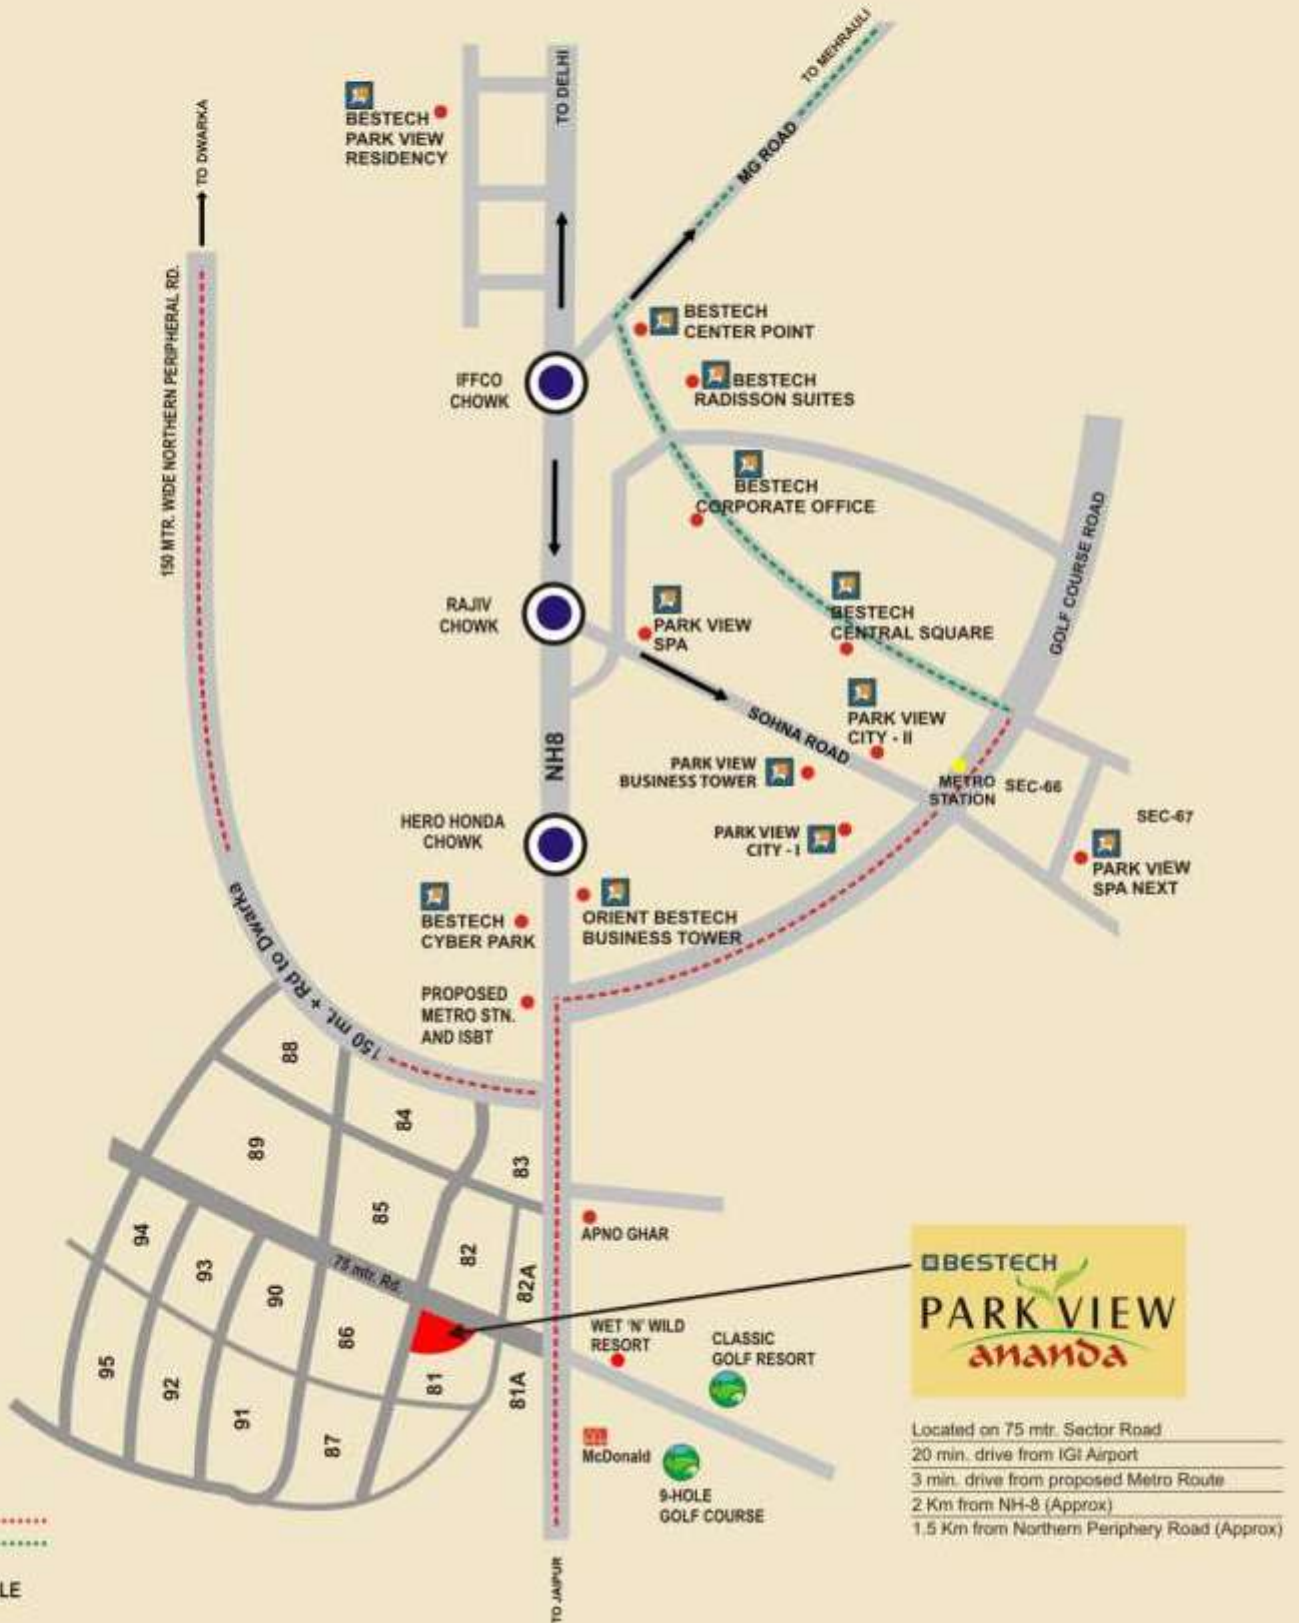 TO MEHRAULI
TO DELHI
BESTECH
PARK VIEW
RESIDENCY
TO DWARKA
MG ROAD
150 MTR. WIDE NORTHERN PERIPHERAL RD.
BESTECH
CENTER POINT
IFFCO
CHOWK
BESTECH
RADISSON SUITES
BESTECH
CORPORATE OFFICE
GOLF COURSE ROAD
RAJIV
CHOWK
PARK VIEW
SPA
BESTECH
CENTRAL SQUARE
SOHNA ROAD
PARK VIEW
CITY - II
NH8
PARK VIEW
BUSINESS TOWER
METRO
STATION
SEC-66
SEC-67
HERO HONDA
CHOWK
PARK VIEW
CITY - I
PARK VIEW
SPA NEXT
BESTECH
CYBER PARK
ORIENT BESTECH
BUSINESS TOWER
150 mt. + Rd to Dwarka
PROPOSED
METRO STN.
AND ISBT
88
84
89
83
85
94
82
93
82A
90
75 mtr. Rd.
86
95
92
81
81A
91
87
APNO GHAR
WET 'N' WILD
RESORT
CLASSIC
GOLF RESORT
McDonald
9-HOLE
GOLF COURSE
TO JAIPUR
BESTECH
PARK VIEW
ananda
Located on 75 mtr. Sector Road
20 min. drive from IGI Airport
3 min. drive from proposed Metro Route
2 Km from NH-8 (Approx)
1.5 Km from Northern Periphery Road (Approx)
LE